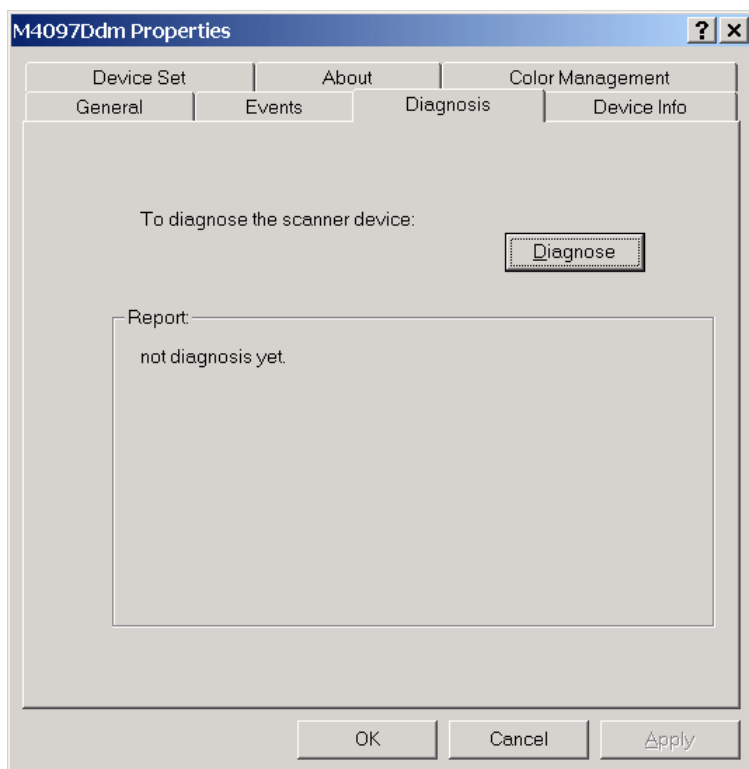 M4097Ddm Properties
? ×
Device Set About Color Management
General Events Diagnosis Device Info
To diagnose the scanner device:
Diagnose
Report:
not diagnosis yet.
OK Cancel Apply